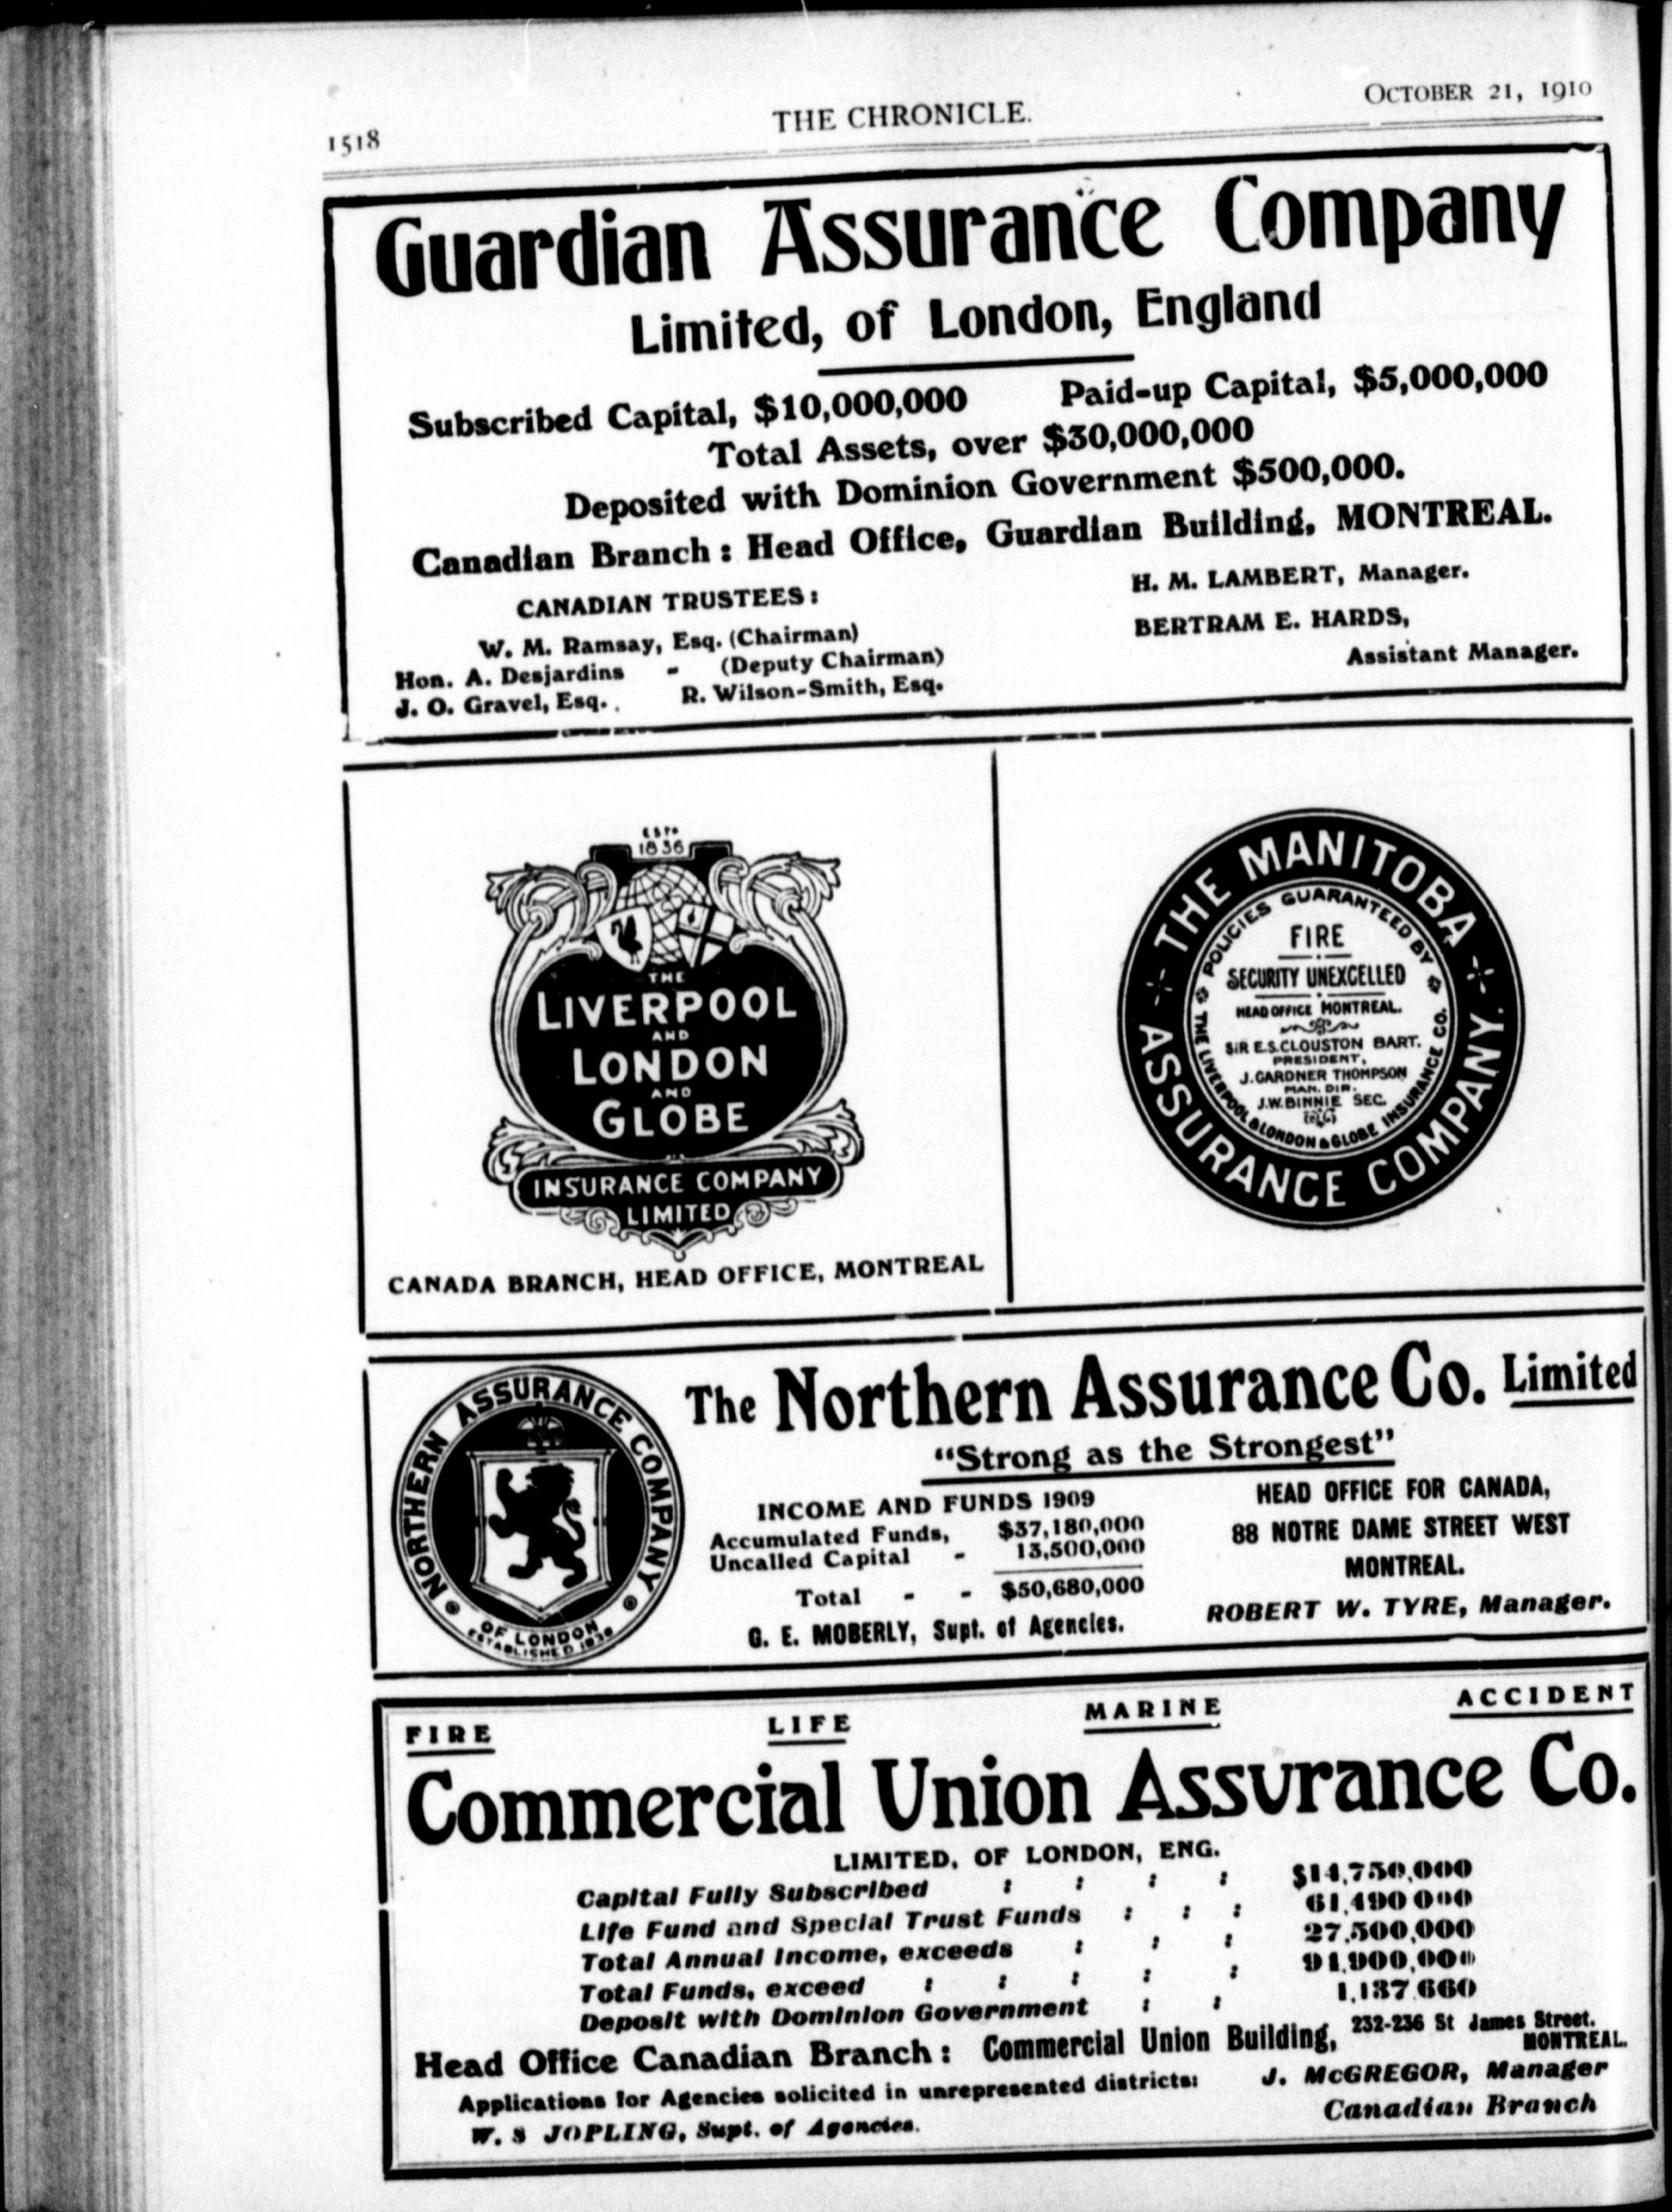 1518
THE CHRONICLE.
OCTOBER 21, 1910
Guardian Assurance Company
Limited, of London, England
Subscribed Capital, $10,000,000 Paid-up Capital, $5,000,000
Total Assets, over $30,000,000
Deposited with Dominion Government $500,000.
Canadian Branch : Head Office, Guardian Building, MONTREAL.
CANADIAN TRUSTEES :
W. M. Ramsay, Esq. (Chairman)
Hon. A. Desjardins - (Deputy Chairman)
J. O. Gravel, Esq. R. Wilson-Smith, Esq.
H. M. LAMBERT, Manager.
BERTRAM E. HARDS,
Assistant Manager.
ESTD
1836
THE
LIVERPOOL
AND
LONDON
AND
GLOBE
INSURANCE COMPANY
LIMITED
CANADA BRANCH, HEAD OFFICE, MONTREAL
THE MANITOBA
ASSURANCE COMPANY.
POLICIES GUARANTEED BY
THE LIVERPOOL & LONDON & GLOBE INSURANCE CO.
FIRE
SECURITY UNEXCELLED
HEAD OFFICE MONTREAL.
SIR E.S.CLOUSTON BART.
PRESIDENT,
J.GARDNER THOMPSON
MAN. DIR.
J.W.BINNIE SEC.
NORTHERN ASSURANCE COMPANY
OF LONDON
ESTABLISHED 1836
The Northern Assurance Co. Limited
"Strong as the Strongest"
INCOME AND FUNDS 1909
Accumulated Funds, $37,180,000
Uncalled Capital - 13,500,000
Total - - $50,680,000
G. E. MOBERLY, Supt. of Agencies.
HEAD OFFICE FOR CANADA,
88 NOTRE DAME STREET WEST
MONTREAL.
ROBERT W. TYRE, Manager.
FIRE LIFE MARINE ACCIDENT
Commercial Union Assurance Co.
LIMITED, OF LONDON, ENG.
Capital Fully Subscribed : : : : $14,750,000
Life Fund and Special Trust Funds : : : 61,490 000
Total Annual Income, exceeds : : : 27,500,000
Total Funds, exceed : : : : : 91,900,000
Deposit with Dominion Government : : 1,137,660
Head Office Canadian Branch : Commercial Union Building, 232-236 St James Street.
MONTREAL.
Applications for Agencies solicited in unrepresented districts:
W. S JOPLING, Supt. of Agencies.
J. McGREGOR, Manager
Canadian Branch